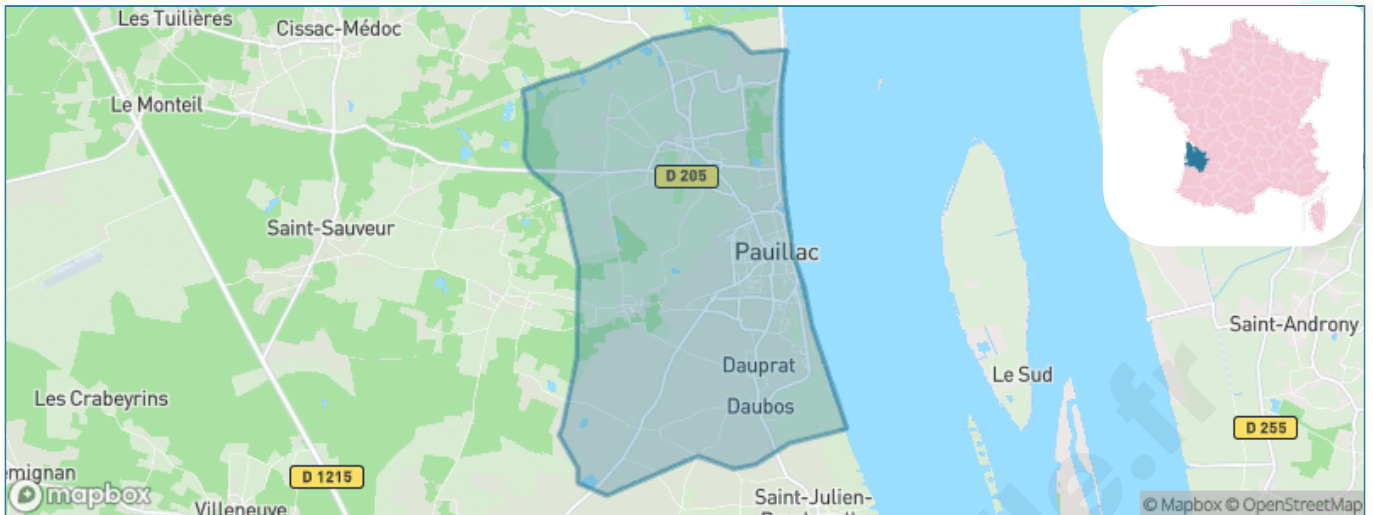 Les Tuilières
Cissac-Médoc
Le Monteil
D 205
Saint-Sauveur
Pauillac
Saint-Androny
Dauprat
Le Sud
Les Crabeyrins
Daubos
D 255
D 1215
mapbox
Villeneuve
Saint-Julien-
© Mapbox © OpenStreetMap